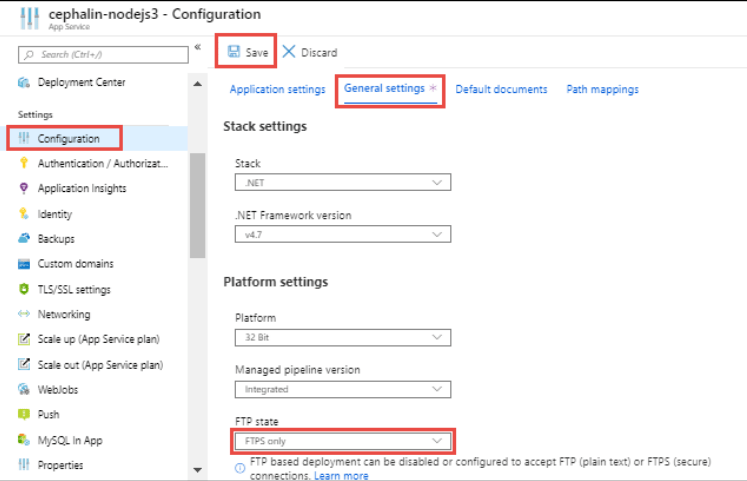 cephalin-nodejs3 - Configuration
App Service
Search (Ctrl+/)
«
Deployment Center
Settings
Configuration
Authentication / Authorizat...
Application Insights
Identity
Backups
Custom domains
TLS/SSL settings
Networking
Scale up (App Service plan)
Scale out (App Service plan)
WebJobs
Push
MySQL In App
Properties
Save Discard
Application settings General settings * Default documents Path mappings
Stack settings
Stack
.NET
.NET Framework version
v4.7
Platform settings
Platform
32 Bit
Managed pipeline version
Integrated
FTP state
FTPS only
FTP based deployment can be disabled or configured to accept FTP (plain text) or FTPS (secure)
connections. Learn more